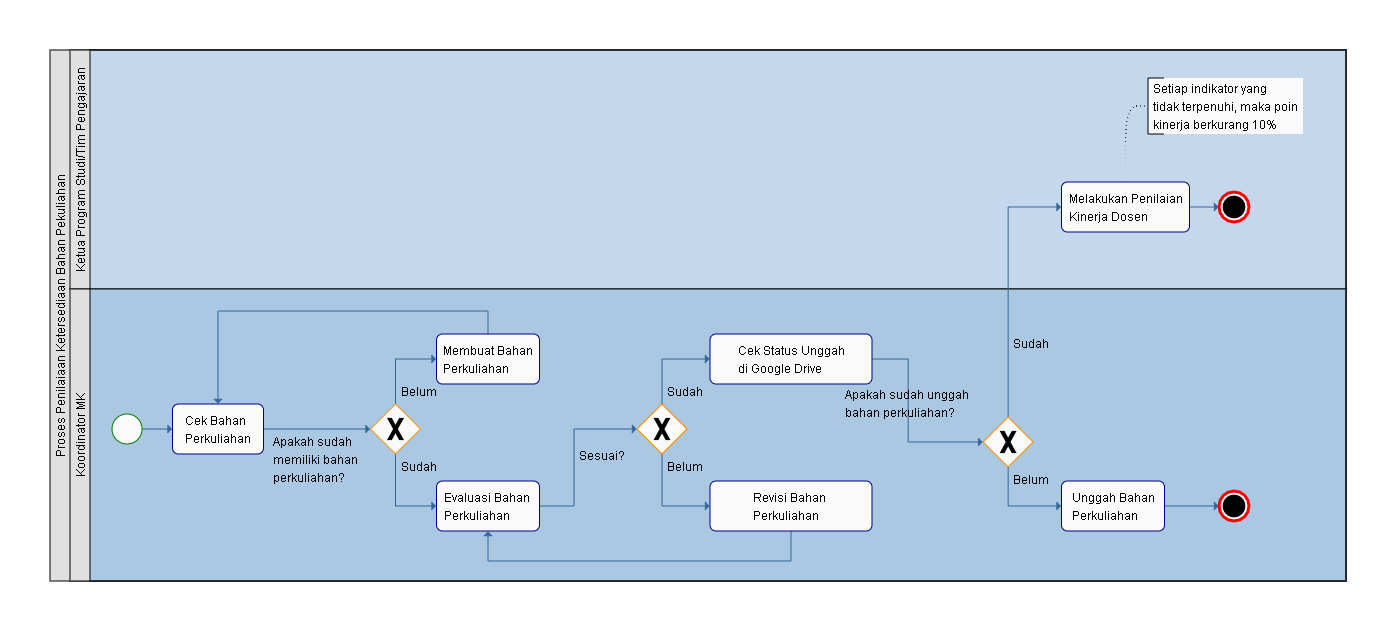 Proses Penilaiaan Ketersediaan Bahan Pekuliahan
Ketua Program Studi/Tim Pengajaran
Setiap indikator yang
tidak terpenuhi, maka poin
kinerja berkurang 10%
Melakukan Penilaian
Kinerja Dosen
Koordinator MK
Cek Bahan
Perkuliahan
Apakah sudah
memiliki bahan
perkuliahan?
X
Belum
Sudah
Membuat Bahan
Perkuliahan
Evaluasi Bahan
Perkuliahan
Sesuai?
X
Sudah
Belum
Cek Status Unggah
di Google Drive
Revisi Bahan
Perkuliahan
Apakah sudah unggah
bahan perkuliahan?
X
Sudah
Belum
Unggah Bahan
Perkuliahan